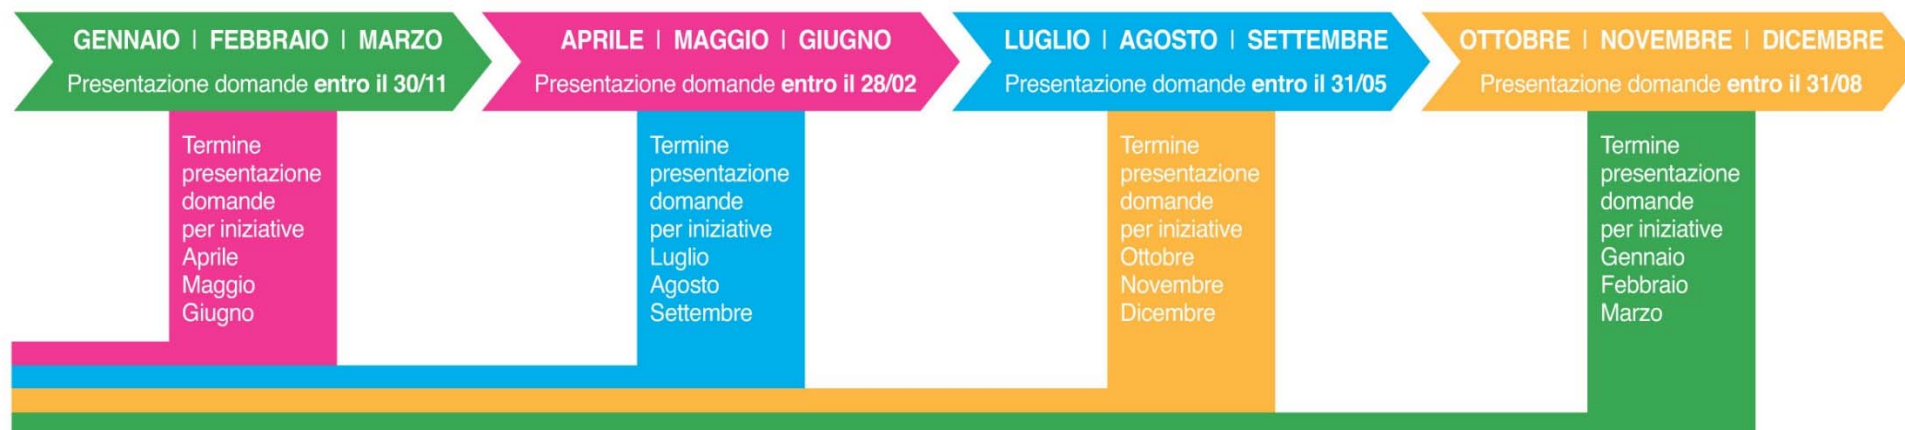 GENNAIO | FEBBRAIO | MARZO
Presentazione domande entro il 30/11
APRILE | MAGGIO | GIUGNO
Presentazione domande entro il 28/02
LUGLIO | AGOSTO | SETTEMBRE
Presentazione domande entro il 31/05
OTTOBRE | NOVEMBRE | DICEMBRE
Presentazione domande entro il 31/08
Termine
presentazione
domande
per iniziative
Aprile
Maggio
Giugno
Termine
presentazione
domande
per iniziative
Luglio
Agosto
Settembre
Termine
presentazione
domande
per iniziative
Ottobre
Novembre
Dicembre
Termine
presentazione
domande
per iniziative
Gennaio
Febbraio
Marzo